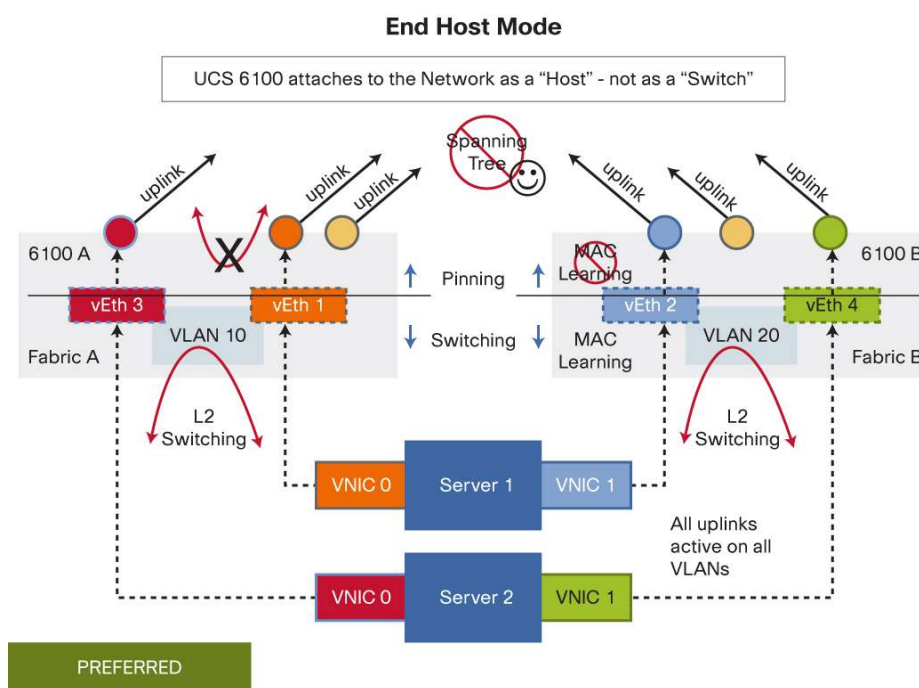 End Host Mode
UCS 6100 attaches to the Network as a “Host” - not as a “Switch”
Spanning
Tree
uplink
uplink
uplink
uplink
uplink
uplink
6100 A
X
Pinning
MAC
Learning
6100 B
vEth 3
vEth 1
vEth 2
vEth 4
Fabric A
VLAN 10
Switching
MAC
Learning
VLAN 20
Fabric B
L2
Switching
L2
Switching
VNIC 0
Server 1
VNIC 1
All uplinks
active on all
VLANs
VNIC 0
Server 2
VNIC 1
PREFERRED